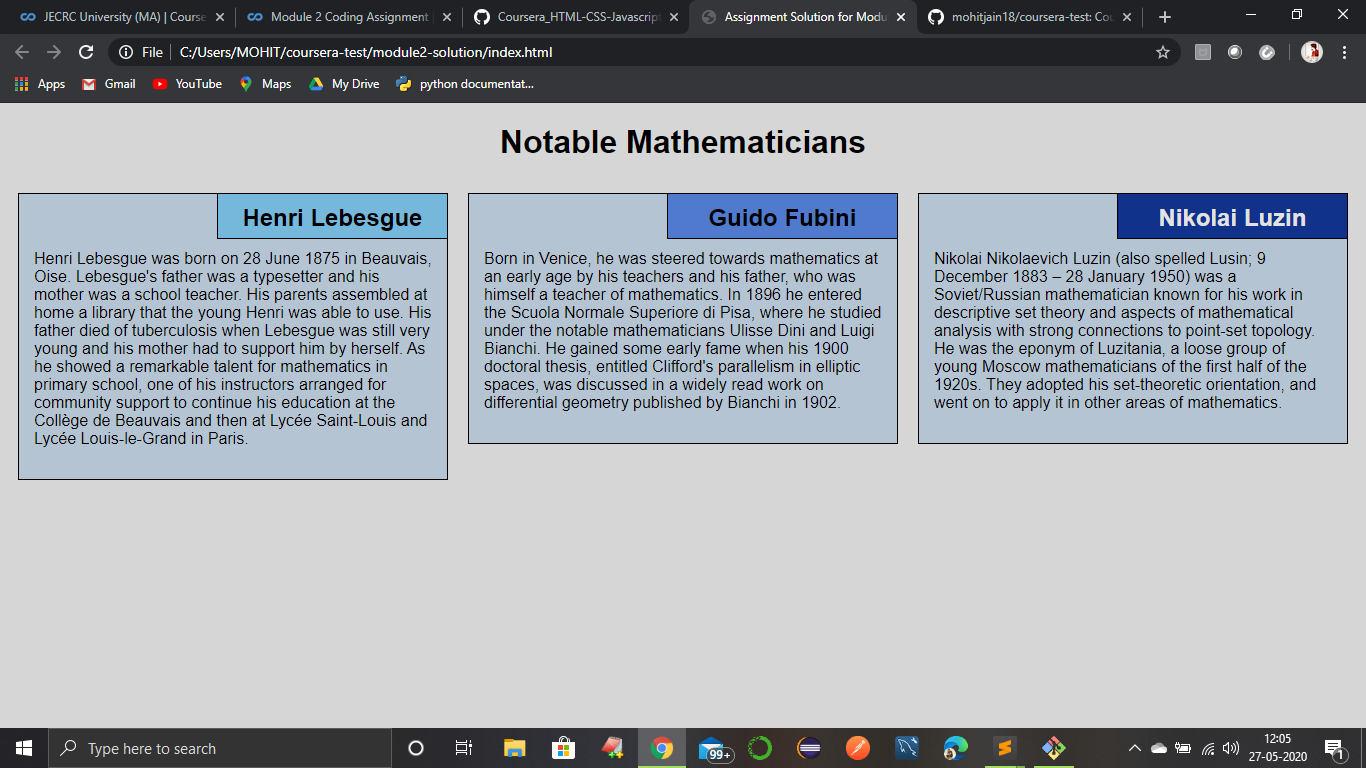 JECRC University (MA) | Course
Module 2 Coding Assignment
Coursera_HTML-CSS-Javascript
Assignment Solution for Modu
mohitjain18/coursera-test: Cou
File
C:/Users/MOHIT/coursera-test/module2-solution/index.html
Apps
Gmail
YouTube
Maps
My Drive
python documentat...
Notable Mathematicians
Henri Lebesgue
Henri Lebesgue was born on 28 June 1875 in Beauvais,
Oise. Lebesgue's father was a typesetter and his
mother was a school teacher. His parents assembled at
home a library that the young Henri was able to use. His
father died of tuberculosis when Lebesgue was still very
young and his mother had to support him by herself. As
he showed a remarkable talent for mathematics in
primary school, one of his instructors arranged for
community support to continue his education at the
Collège de Beauvais and then at Lycée Saint-Louis and
Lycée Louis-le-Grand in Paris.
Guido Fubini
Born in Venice, he was steered towards mathematics at
an early age by his teachers and his father, who was
himself a teacher of mathematics. In 1896 he entered
the Scuola Normale Superiore di Pisa, where he studied
under the notable mathematicians Ulisse Dini and Luigi
Bianchi. He gained some early fame when his 1900
doctoral thesis, entitled Clifford's parallelism in elliptic
spaces, was discussed in a widely read work on
differential geometry published by Bianchi in 1902.
Nikolai Luzin
Nikolai Nikolaevich Luzin (also spelled Lusin; 9
December 1883 – 28 January 1950) was a
Soviet/Russian mathematician known for his work in
descriptive set theory and aspects of mathematical
analysis with strong connections to point-set topology.
He was the eponym of Luzitania, a loose group of
young Moscow mathematicians of the first half of the
1920s. They adopted his set-theoretic orientation, and
went on to apply it in other areas of mathematics.
Type here to search
99+
12:05
27-05-2020
1